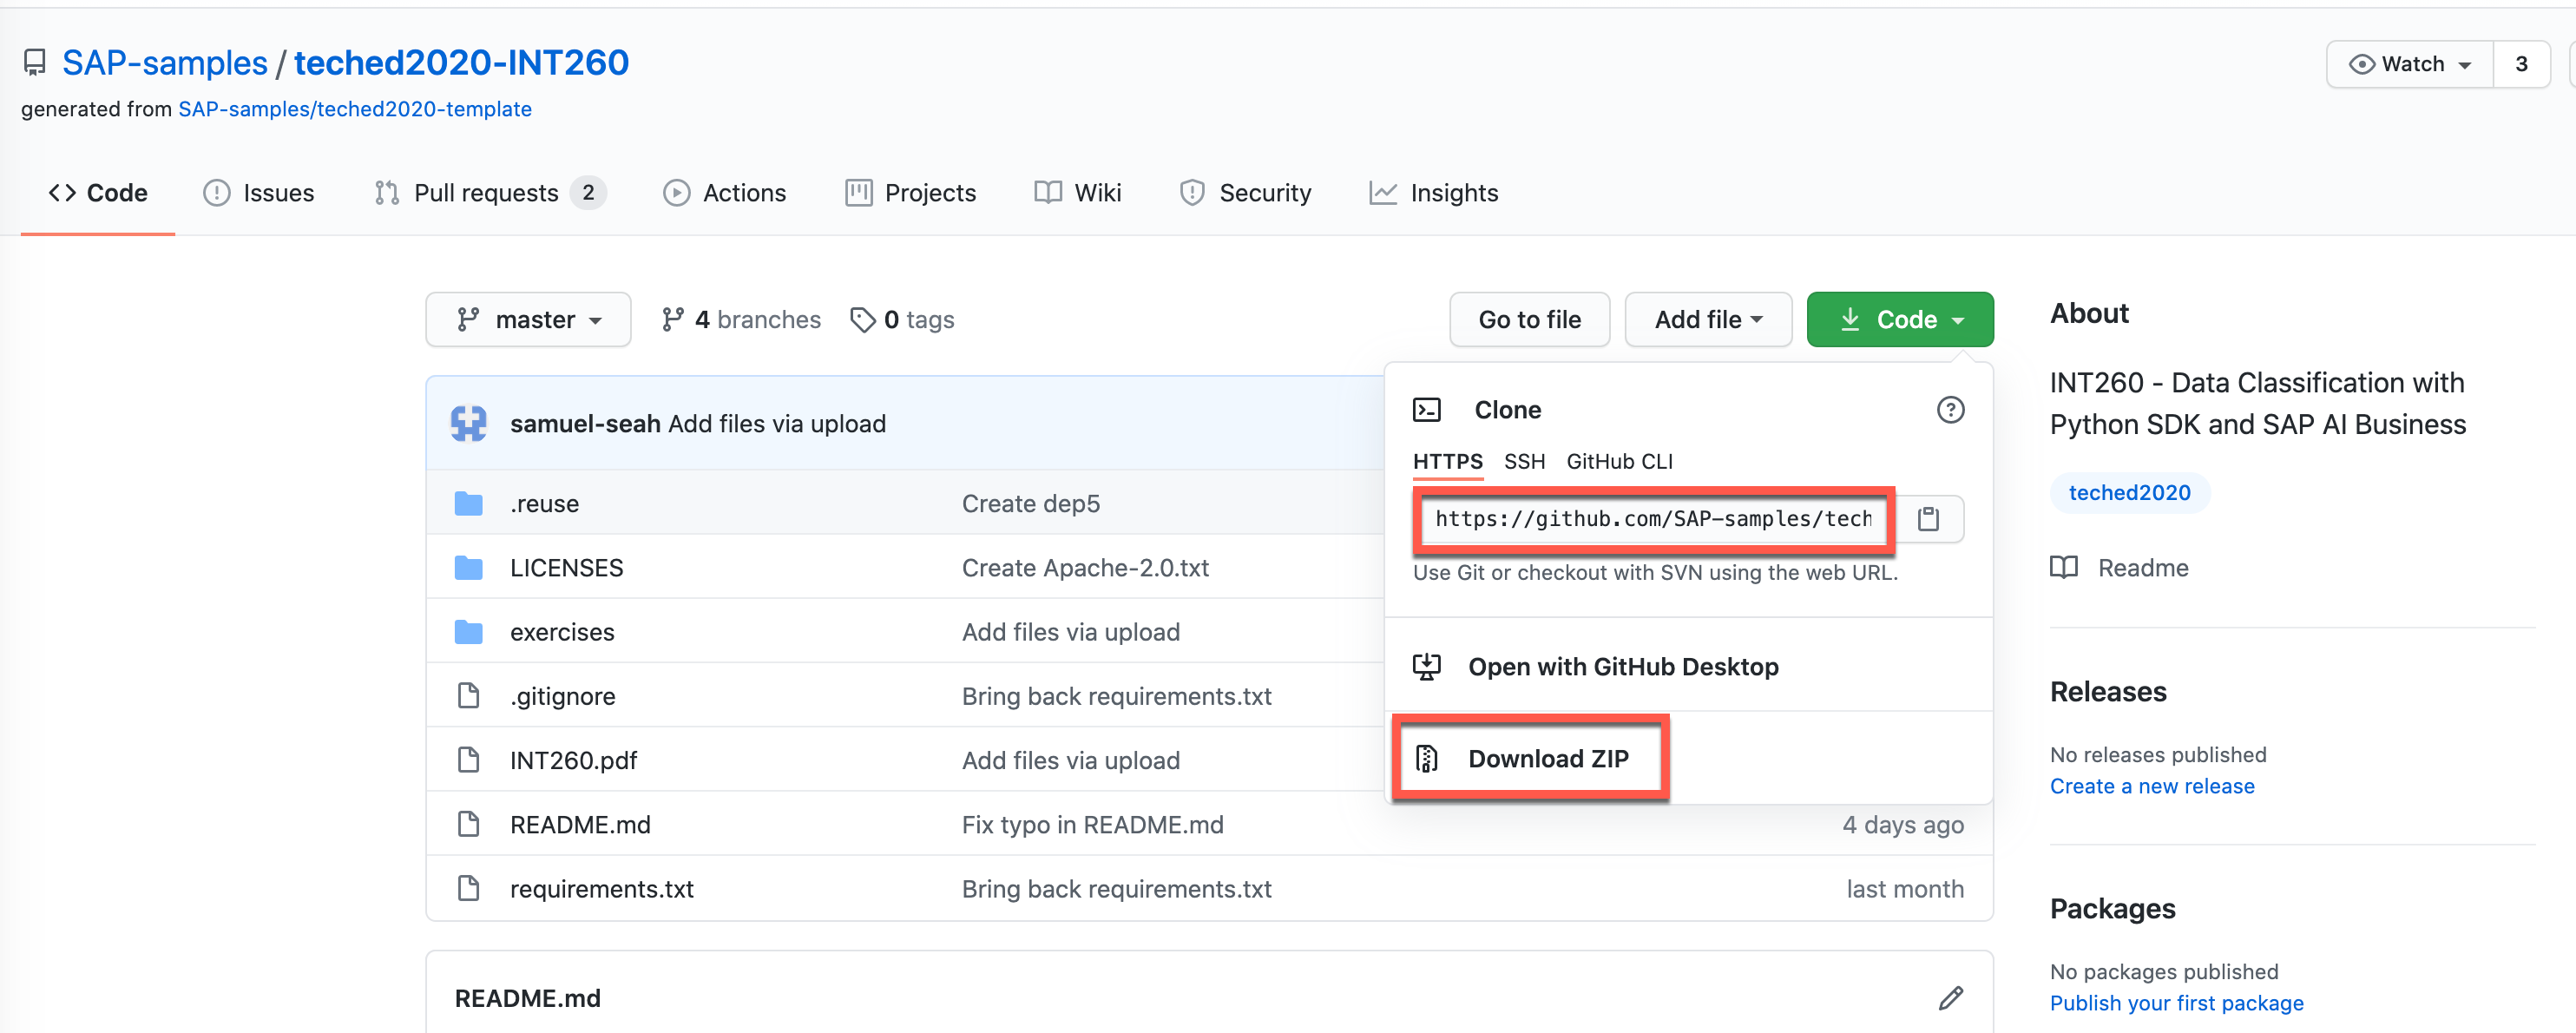 SAP-samples / teched2020-INT260
Watch 3
generated from SAP-samples/teched2020-template
Code Issues Pull requests 2 Actions Projects Wiki Security Insights
master 4 branches 0 tags Go to file Add file Code
About
INT260 - Data Classification with
Python SDK and SAP AI Business
teched2020
Readme
Releases
No releases published
Create a new release
Packages
No packages published
Publish your first package
samuel-seah Add files via upload
.reuse Create dep5
LICENSES Create Apache-2.0.txt
exercises Add files via upload
.gitignore Bring back requirements.txt
INT260.pdf Add files via upload
README.md Fix typo in README.md 4 days ago
requirements.txt Bring back requirements.txt last month
Clone
HTTPS SSH GitHub CLI
https://github.com/SAP-samples/tech
Use Git or checkout with SVN using the web URL.
Open with GitHub Desktop
Download ZIP
README.md